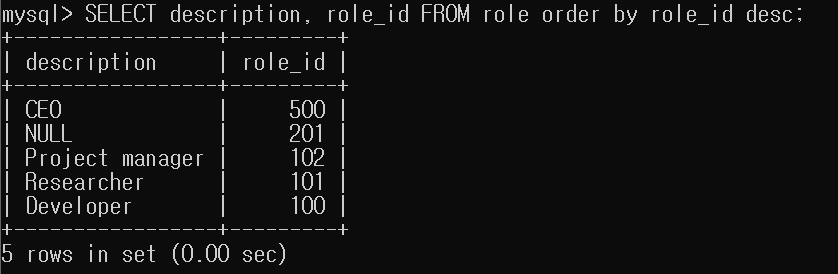 mysql> SELECT description, role_id FROM role order by role_id desc;
+-----------------+---------+
| description     | role_id |
+-----------------+---------+
| CEO             |     500 |
| NULL            |     201 |
| Project manager |     102 |
| Researcher      |     101 |
| Developer       |     100 |
+-----------------+---------+
5 rows in set (0.00 sec)